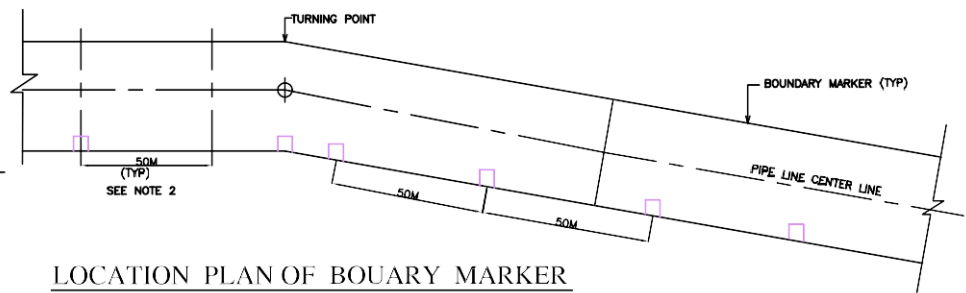 TURNING POINT
BOUNDARY MARKER (TYP)
50M
(TYP)
SEE NOTE 2
PIPE LINE CENTER LINE
50M
50M
LOCATION PLAN OF BOUARY MARKER